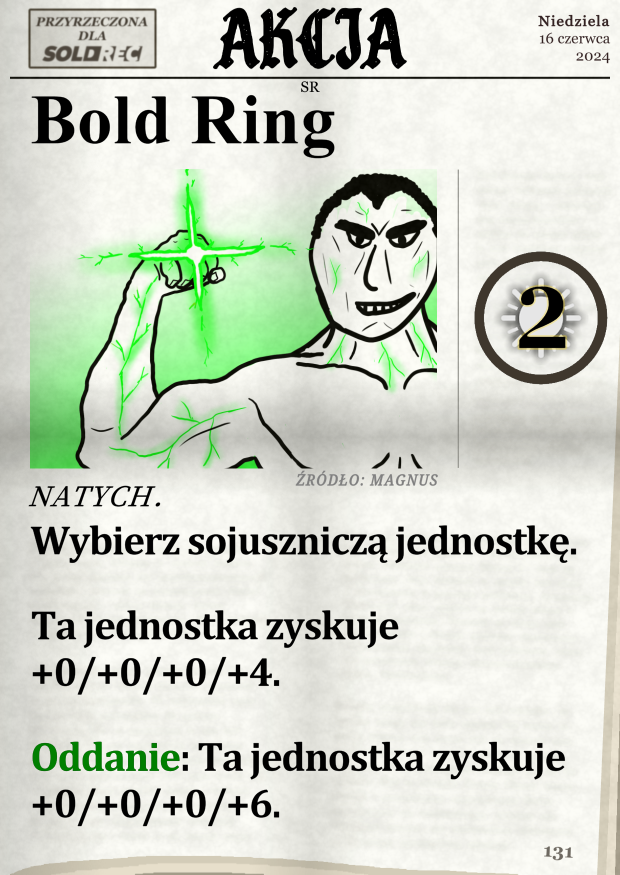 PRZYRZECZONA
DLA
SOLDREC
AKCJA
Niedziela
16 czerwca
2024
SR
Bold Ring
2
ŹRÓDŁO: MAGNUS
NATYCH.
Wybierz sojuszniczą jednostkę.
Ta jednostka zyskuje
+0/+0/+0/+4.
Oddanie: Ta jednostka zyskuje
+0/+0/+0/+6.
131